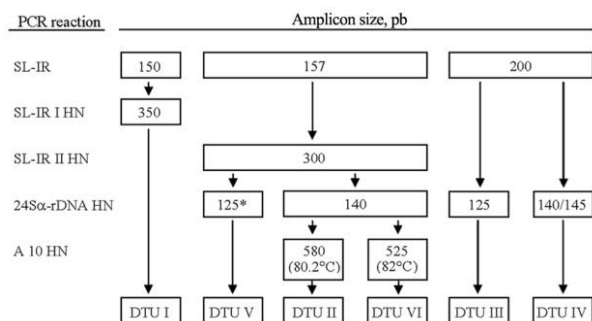 PCR reaction Amplicon size, pb
SL-IR 150 157 200
SL-IR I HN 350
SL-IR II HN 300
24Sα-rDNA HN 125* 140 125 140/145
A 10 HN 580 525
(80.2°C) (82°C)
DTU I DTU V DTU II DTU VI DTU III DTU IV